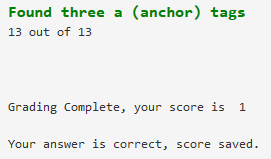 Found three a (anchor) tags
13 out of 13
Grading Complete, your score is 1
Your answer is correct, score saved.